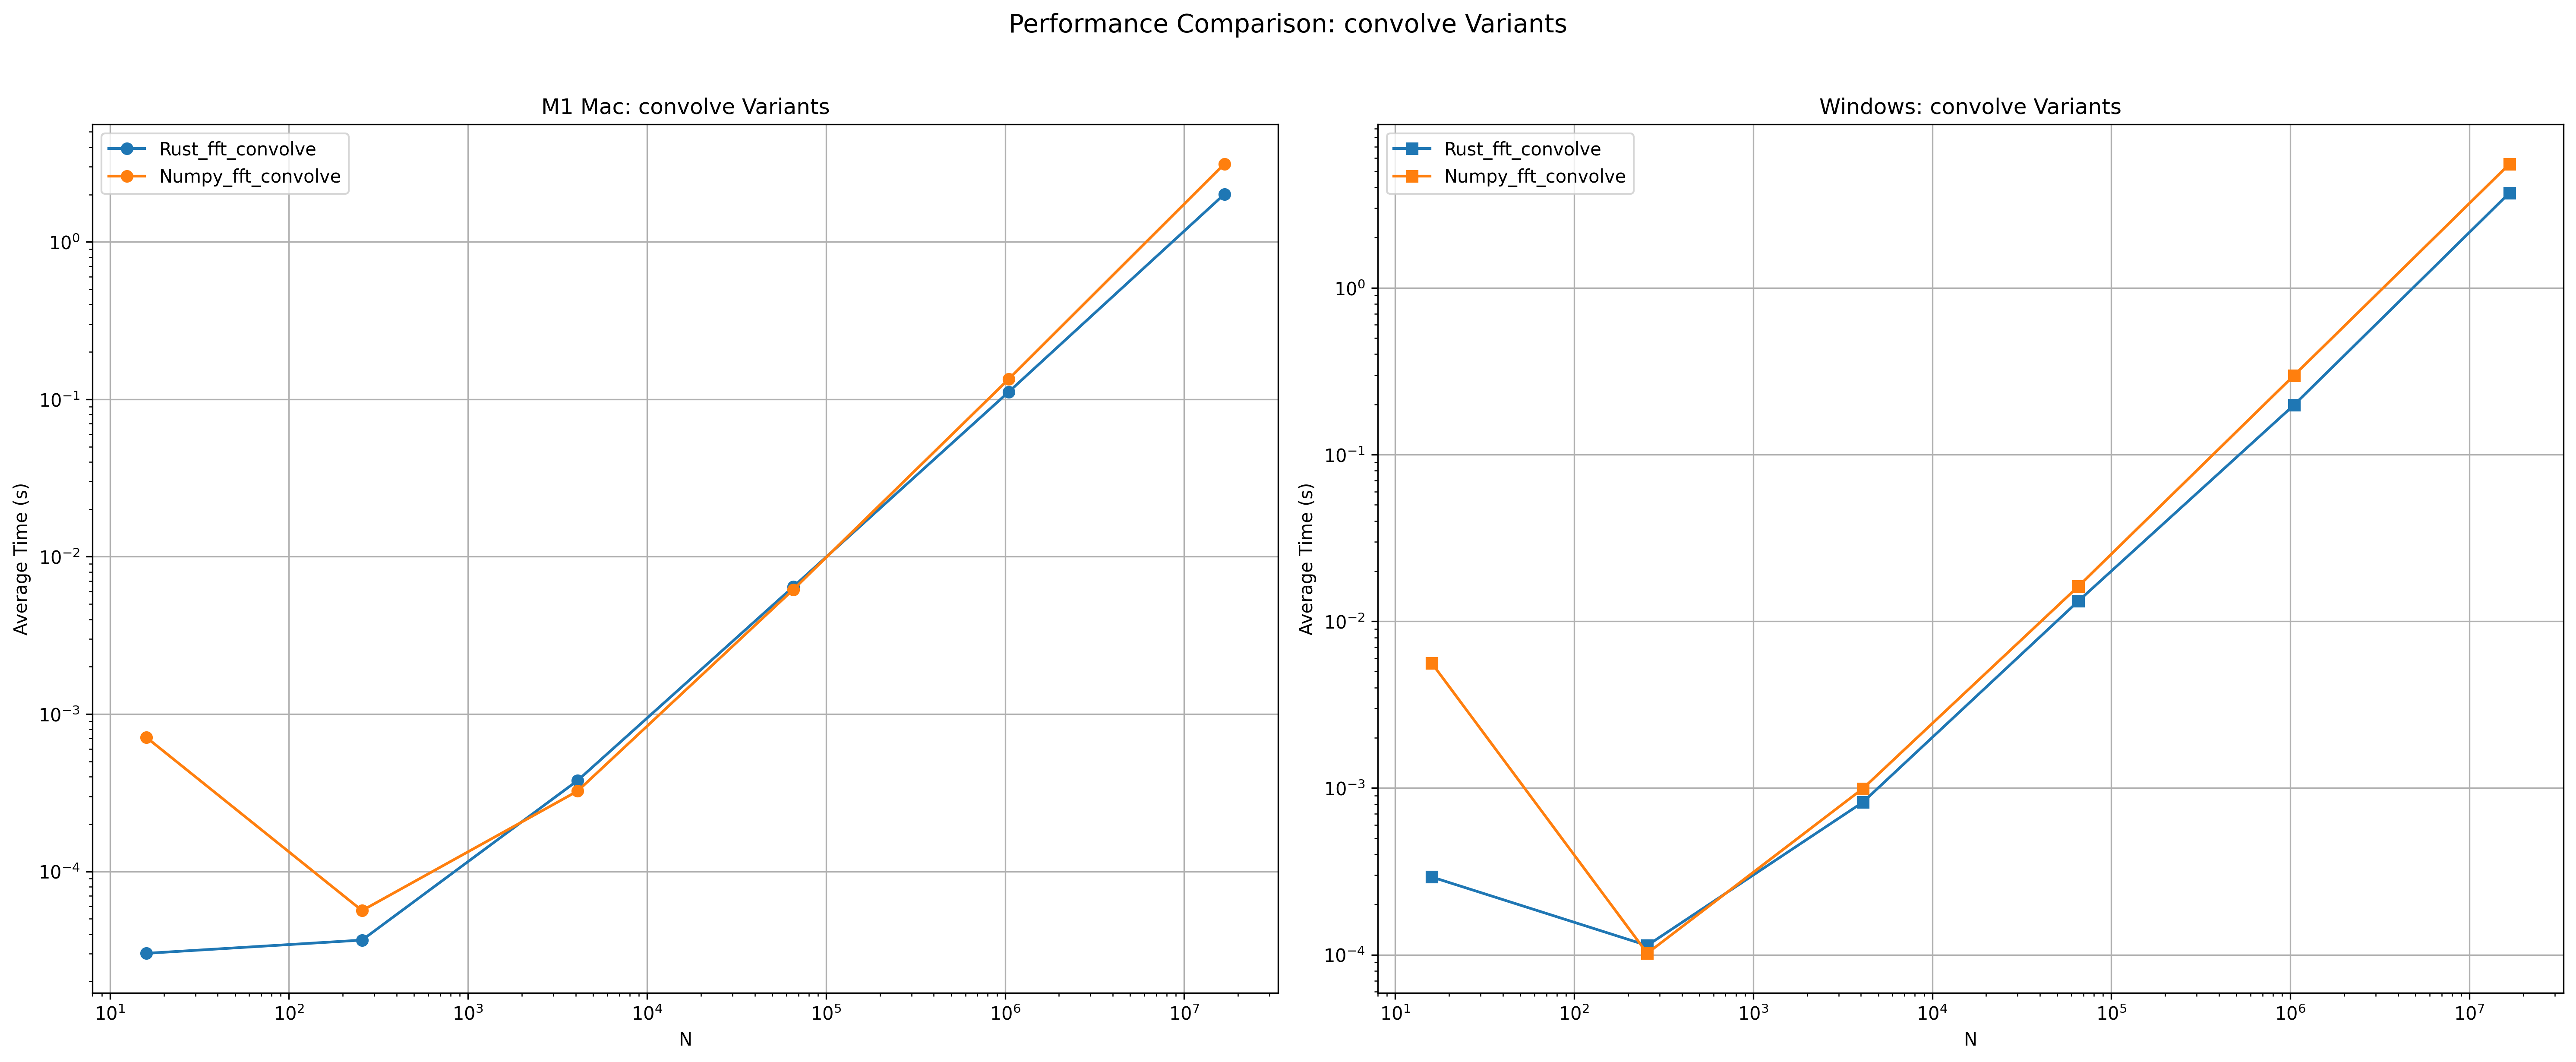 Performance Comparison: convolve Variants
M1 Mac: convolve Variants
Rust_fft_convolve
Numpy_fft_convolve
10⁰
10⁻¹
10⁻²
10⁻³
10⁻⁴
Average Time (s)
10¹ 10² 10³ 10⁴ 10⁵ 10⁶ 10⁷
N
Windows: convolve Variants
Rust_fft_convolve
Numpy_fft_convolve
10⁰
10⁻¹
10⁻²
10⁻³
10⁻⁴
Average Time (s)
10¹ 10² 10³ 10⁴ 10⁵ 10⁶ 10⁷
N